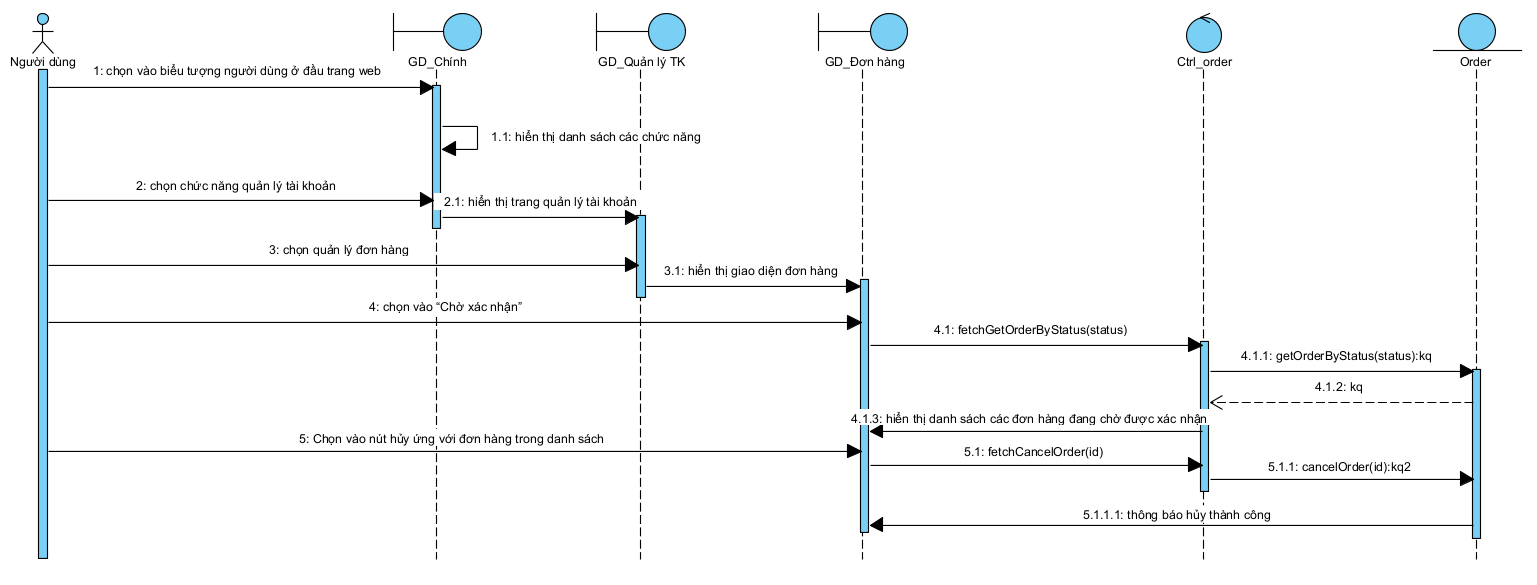 Người dùng
GD_Chính
GD_Quản lý TK
GD_Đơn hàng
Ctrl_order
Order
1: chọn vào biểu tượng người dùng ở đầu trang web
1.1: hiển thị danh sách các chức năng
2: chọn chức năng quản lý tài khoản
2.1: hiển thị trang quản lý tài khoản
3: chọn quản lý đơn hàng
3.1: hiển thị giao diện đơn hàng
4: chọn vào “Chờ xác nhận”
4.1: fetchGetOrderByStatus(status)
4.1.1: getOrderByStatus(status):kq
4.1.2: kq
4.1.3: hiển thị danh sách các đơn hàng đang chờ được xác nhận
5: Chọn vào nút hủy ứng với đơn hàng trong danh sách
5.1: fetchCancelOrder(id)
5.1.1: cancelOrder(id):kq2
5.1.1.1: thông báo hủy thành công